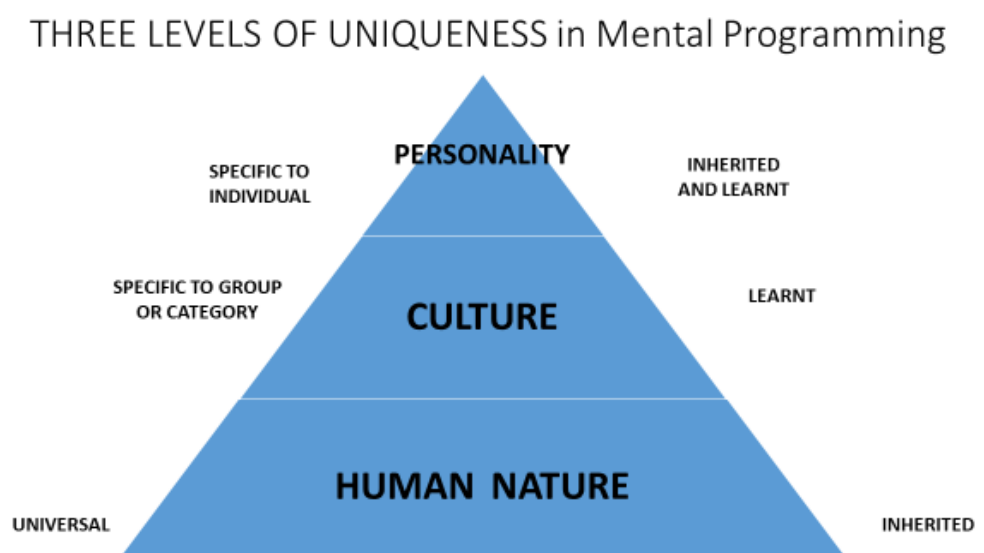 THREE LEVELS OF UNIQUENESS in Mental Programming
PERSONALITY
SPECIFIC TO
INDIVIDUAL
INHERITED
AND LEARNT
SPECIFIC TO GROUP
OR CATEGORY
CULTURE
LEARNT
HUMAN NATURE
UNIVERSAL
INHERITED